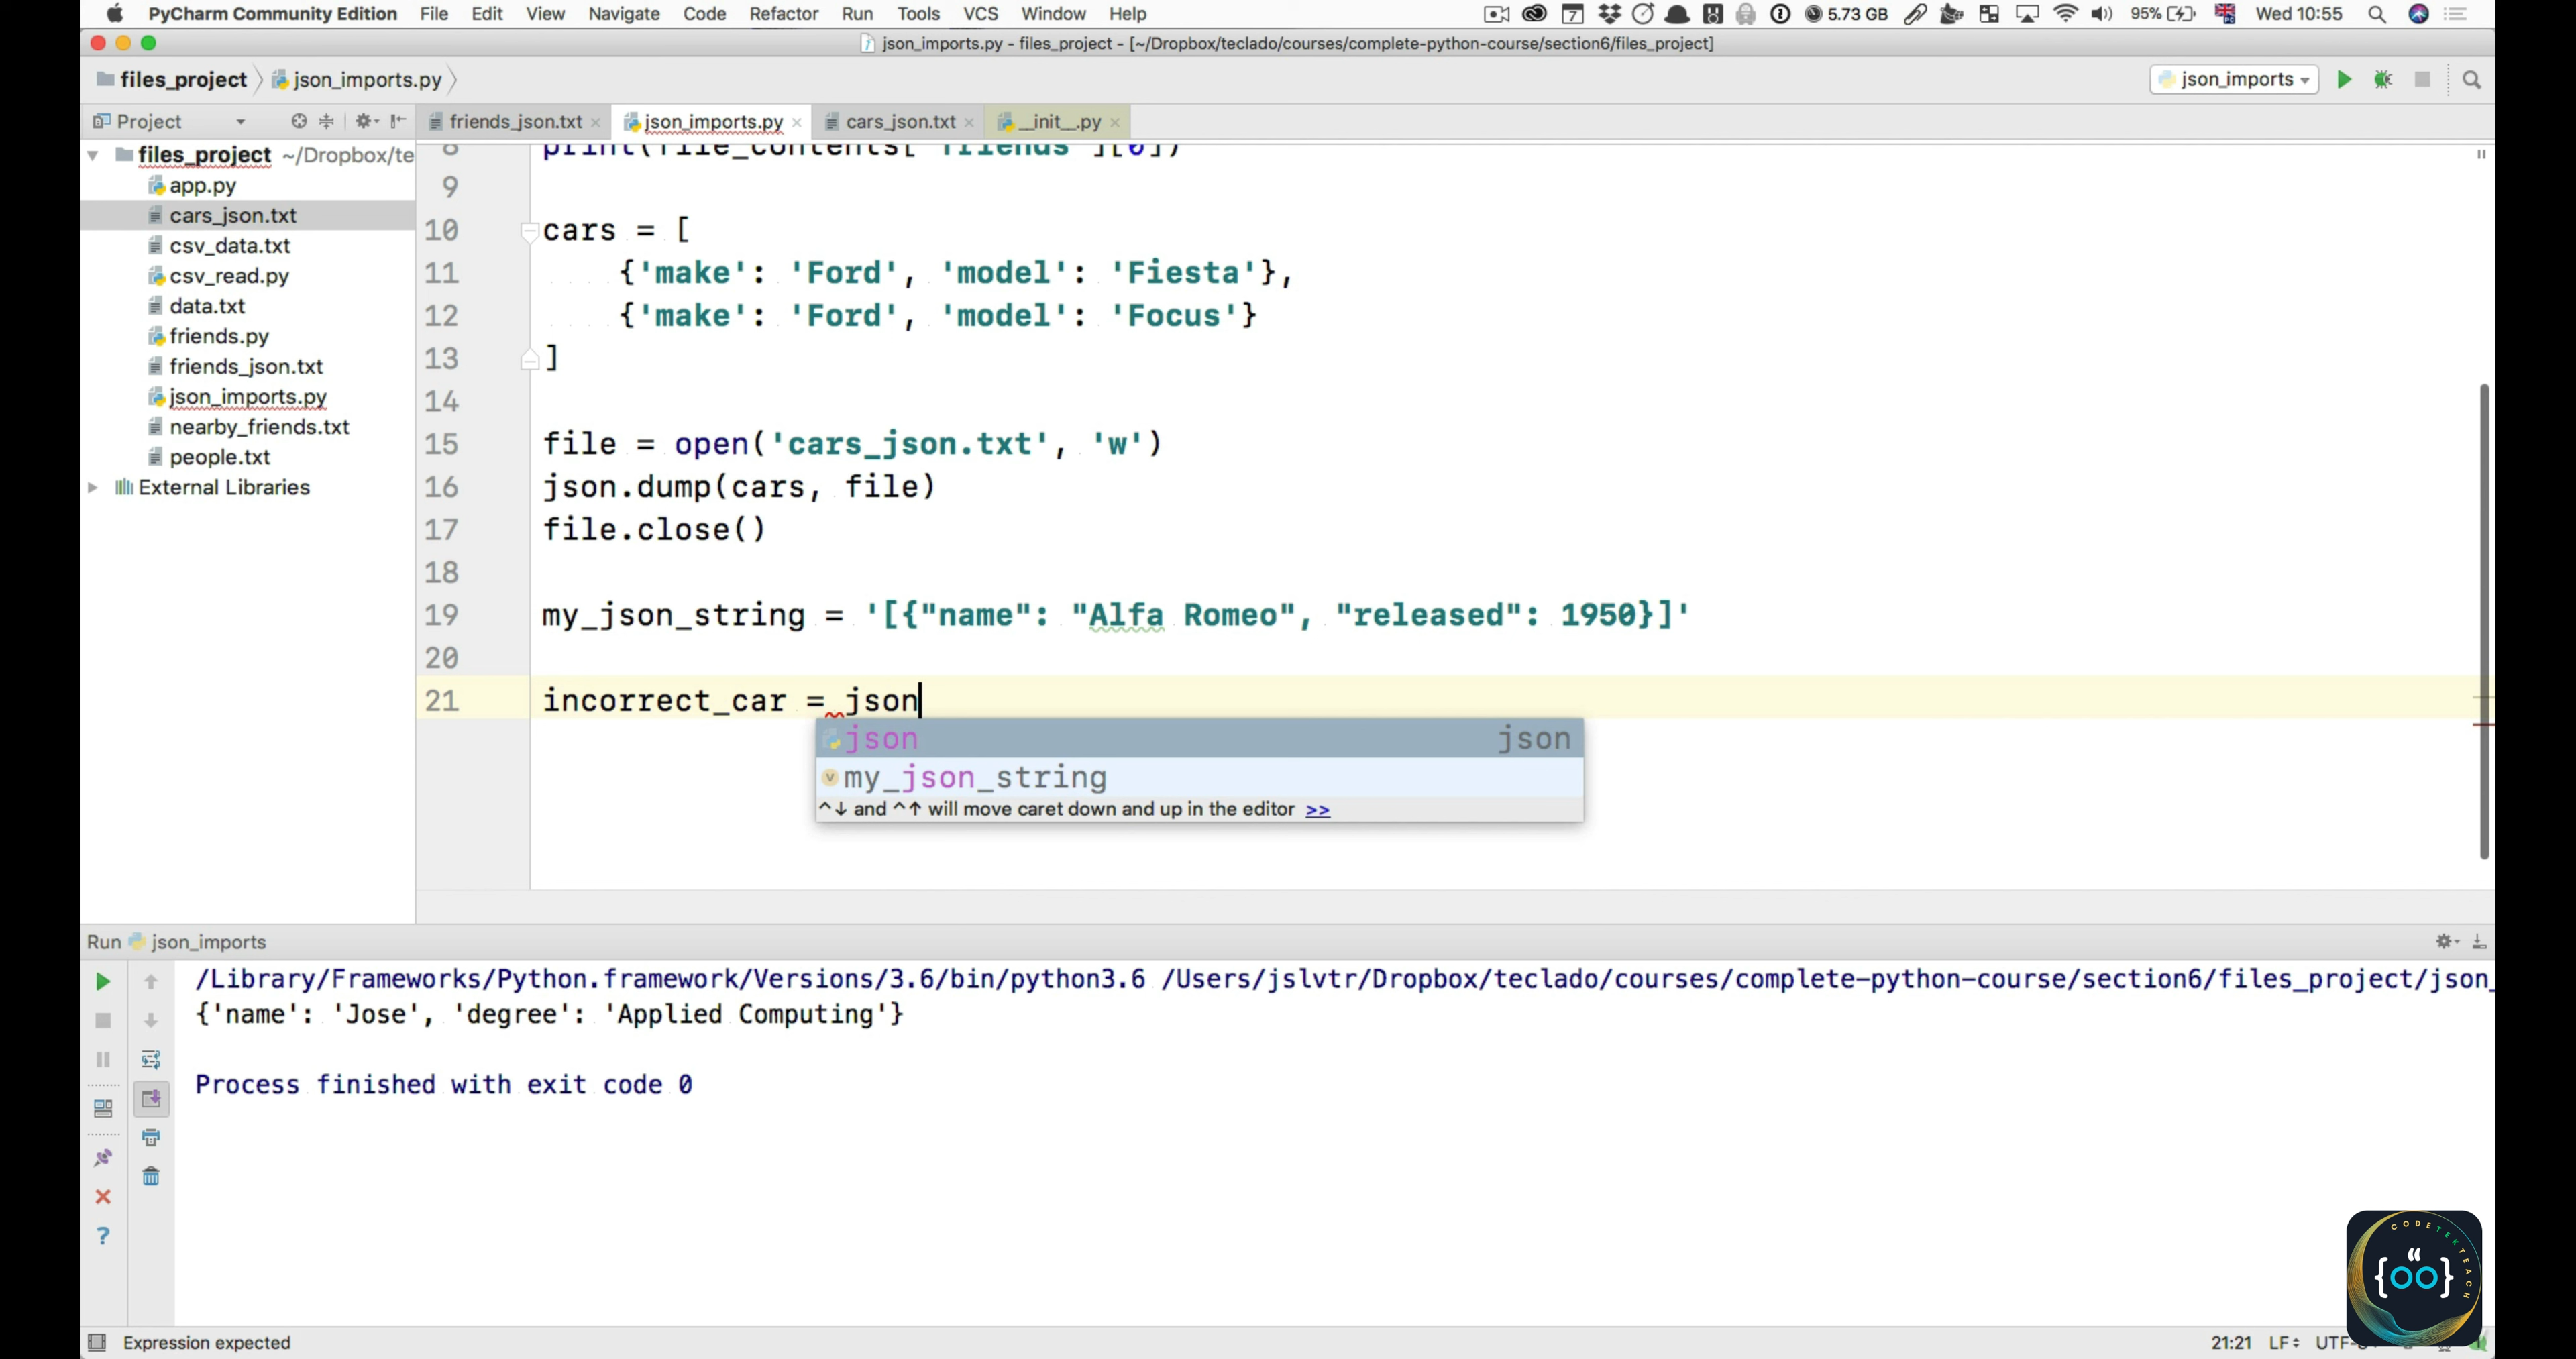 PyCharm Community Edition File Edit View Navigate Code Refactor Run Tools VCS Window Help 7 5.73 GB 95% Wed 10:55
json_imports.py - files_project - [~/Dropbox/teclado/courses/complete-python-course/section6/files_project]
files_project json_imports.py json_imports
Project friends_json.txt json_imports.py cars_json.txt __init__.py
files_project ~/Dropbox/te
app.py
cars_json.txt
csv_data.txt
csv_read.py
data.txt
friends.py
friends_json.txt
json_imports.py
nearby_friends.txt
people.txt
External Libraries
8 print(file_contents['friends'][0])
9
10 cars = [
11 {'make': 'Ford', 'model': 'Fiesta'},
12 {'make': 'Ford', 'model': 'Focus'}
13 ]
14
15 file = open('cars_json.txt', 'w')
16 json.dump(cars, file)
17 file.close()
18
19 my_json_string = '[{"name": "Alfa Romeo", "released": 1950}]'
20
21 incorrect_car = json
json json
v my_json_string
^↓ and ^↑ will move caret down and up in the editor >>
Run json_imports
/Library/Frameworks/Python.framework/Versions/3.6/bin/python3.6 /Users/jslvtr/Dropbox/teclado/courses/complete-python-course/section6/files_project/json_
{'name': 'Jose', 'degree': 'Applied Computing'}
Process finished with exit code 0
?
CODETEKTEACH
Expression expected 21:21 LF UTF-